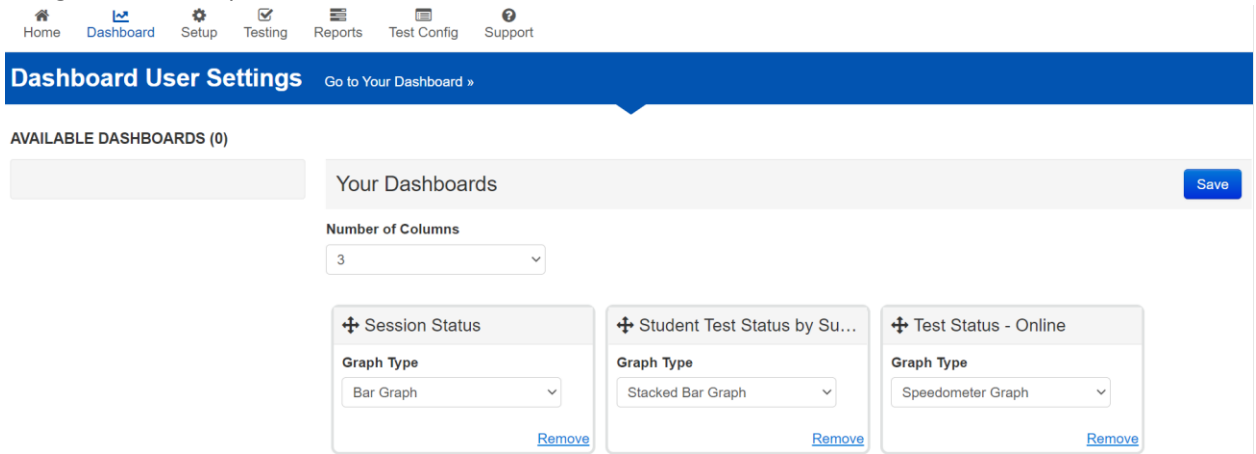 Home Dashboard Setup Testing Reports Test Config Support
Dashboard User Settings Go to Your Dashboard »
AVAILABLE DASHBOARDS (0)
Your Dashboards Save
Number of Columns
3
Session Status Student Test Status by Su... Test Status - Online
Graph Type Graph Type Graph Type
Bar Graph Stacked Bar Graph Speedometer Graph
Remove Remove Remove